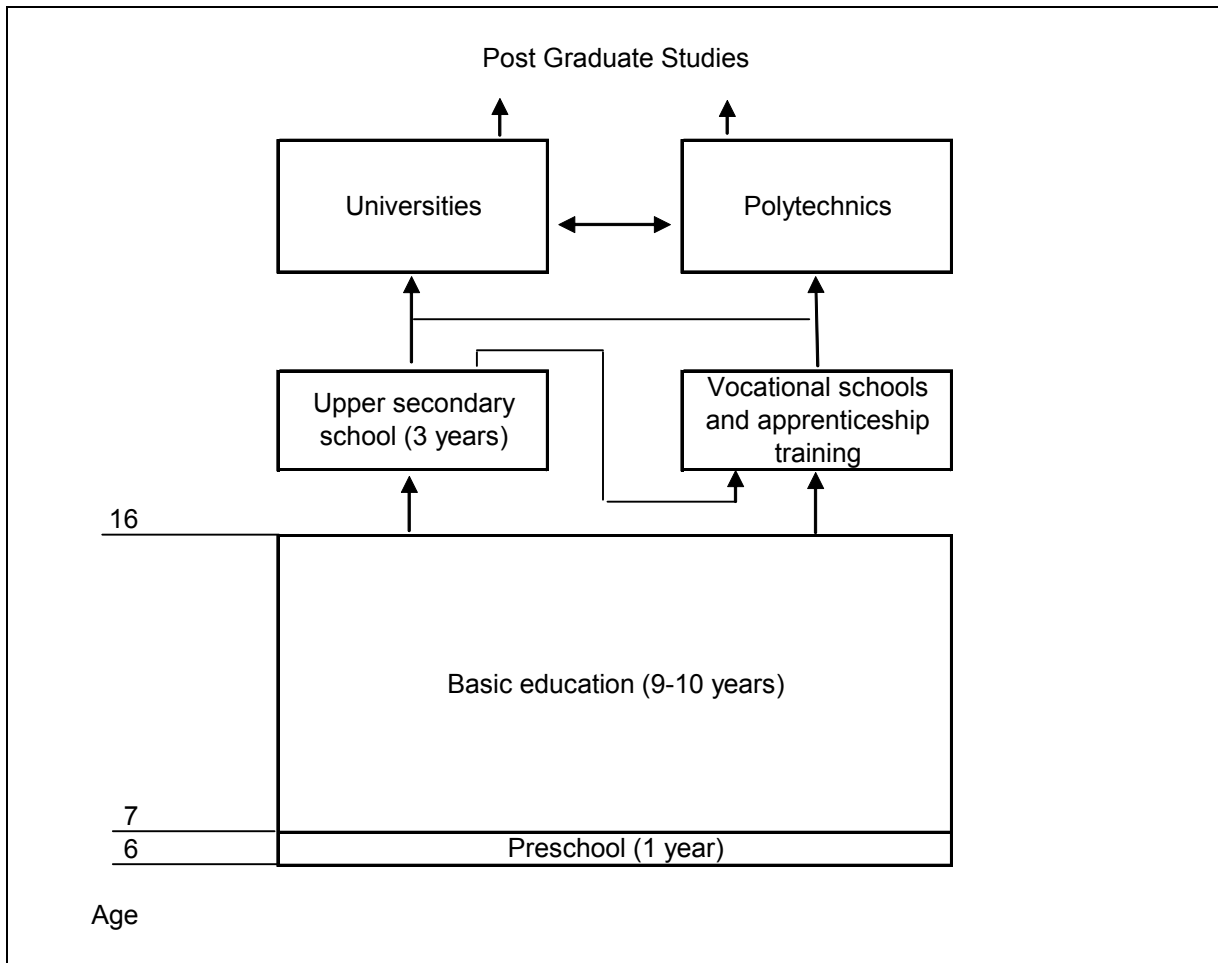 Post Graduate Studies
Universities
Polytechnics
Upper secondary
school (3 years)
Vocational schools
and apprenticeship
training
16
Basic education (9-10 years)
7
Preschool (1 year)
6
Age